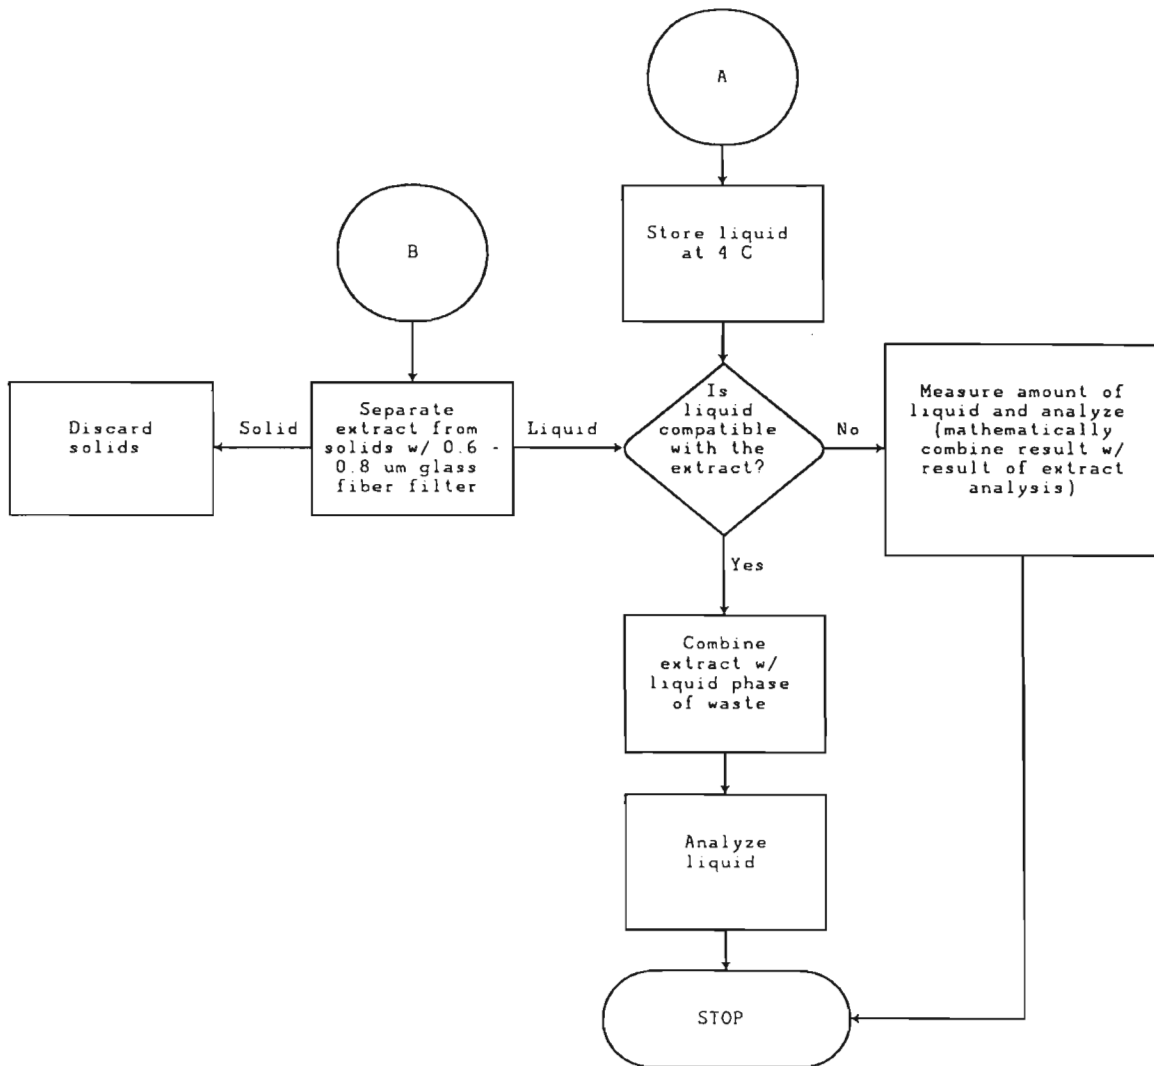 A
Store liquid
at 4 C
B
Discard
solids
Solid
Separate
extract from
solids w/ 0.6 -
0.8 um glass
fiber filter
Liquid
Is
liquid
compatible
with the
extract?
No
Measure amount of
liquid and analyze
(mathematically
combine result w/
result of extract
analysis)
Yes
Combine
extract w/
liquid phase
of waste
Analyze
liquid
STOP